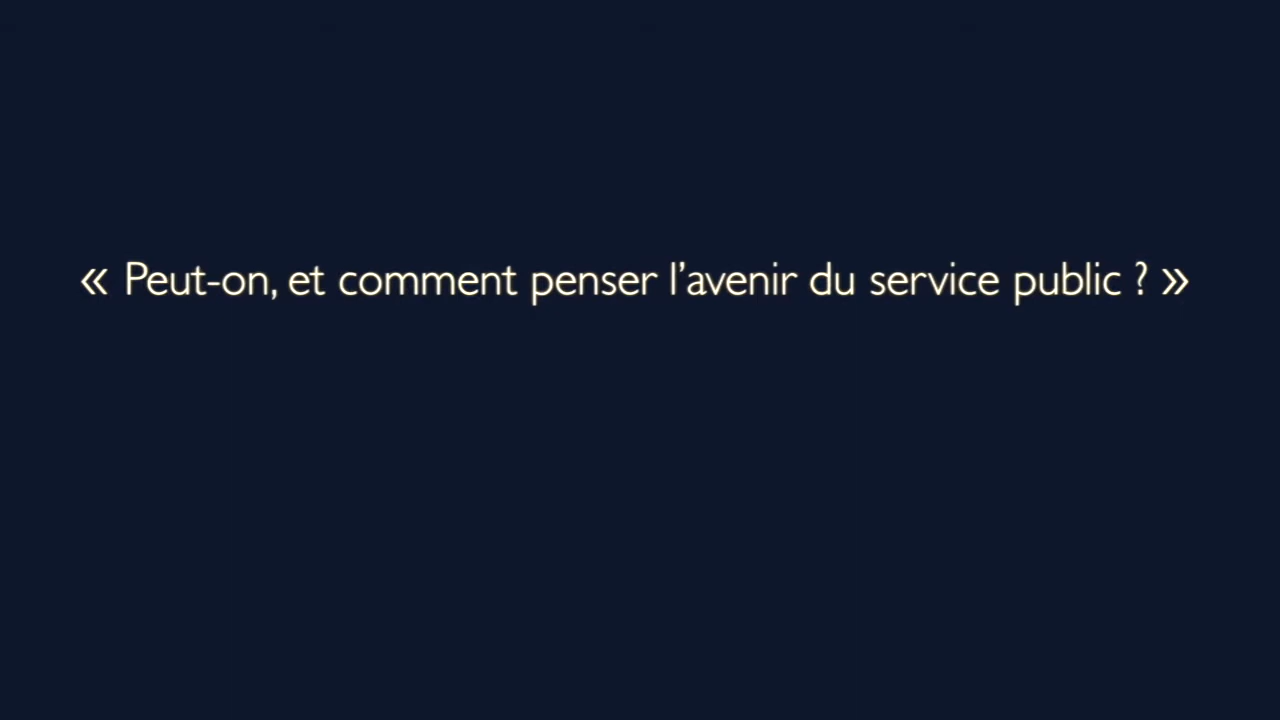 « Peut-on, et comment penser l’avenir du service public ? »